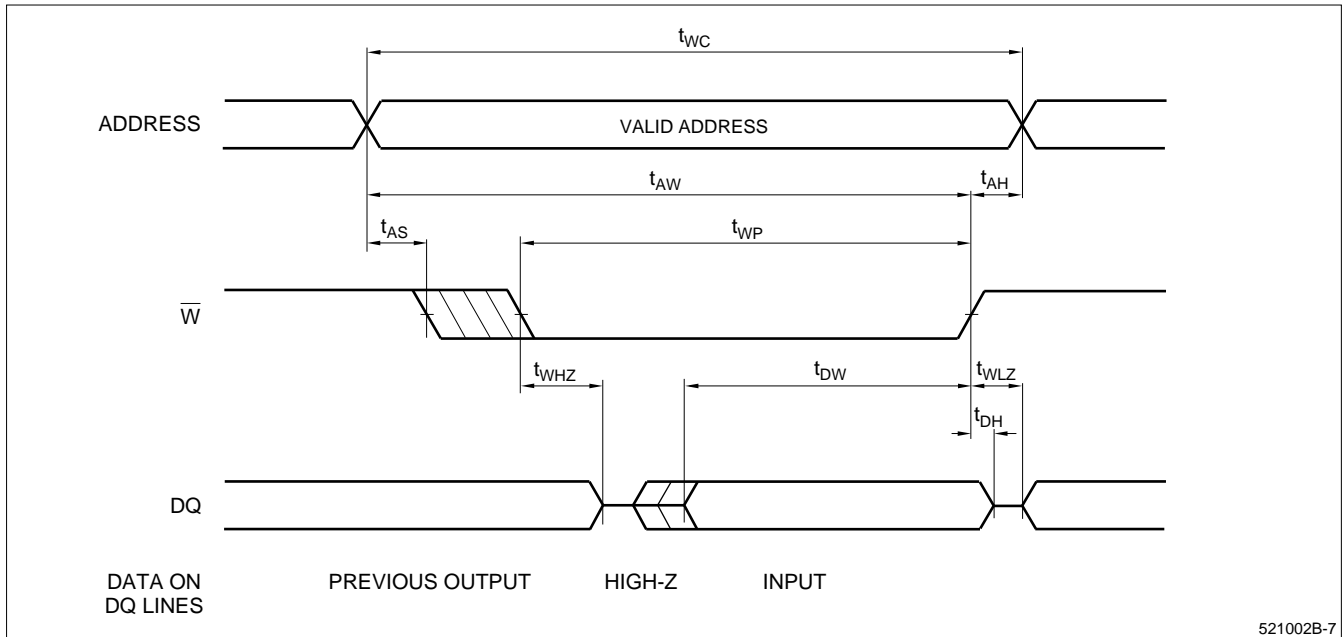 tWC
ADDRESS VALID ADDRESS
tAW tAH
tAS tWP
W̅
tWHZ tDW tWLZ
tDH
DQ
DATA ON PREVIOUS OUTPUT HIGH-Z INPUT
DQ LINES
521002B-7